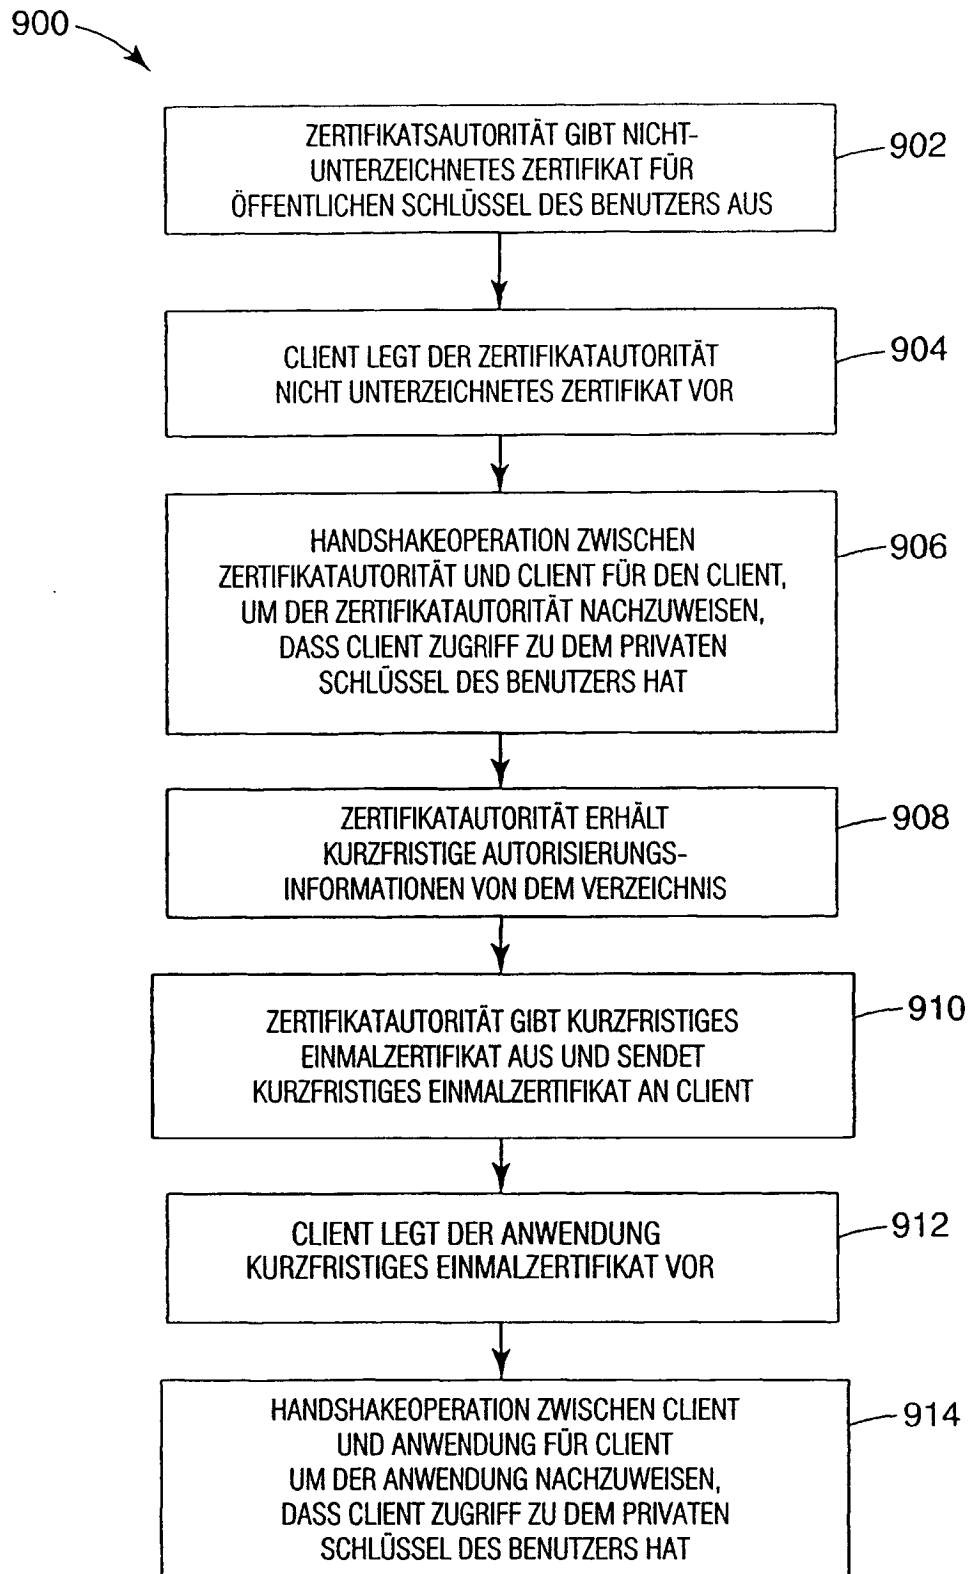 900
ZERTIFIKATSAUTORITÄT GIBT NICHT-
UNTERZEICHNETES ZERTIFIKAT FÜR
ÖFFENTLICHEN SCHLÜSSEL DES BENUTZERS AUS
902
CLIENT LEGT DER ZERTIFIKATAUTORITÄT
NICHT UNTERZEICHNETES ZERTIFIKAT VOR
904
HANDSHAKEOPERATION ZWISCHEN
ZERTIFIKATAUTORITÄT UND CLIENT FÜR DEN CLIENT,
UM DER ZERTIFIKATAUTORITÄT NACHZUWEISEN,
DASS CLIENT ZUGRIFF ZU DEM PRIVATEN
SCHLÜSSEL DES BENUTZERS HAT
906
ZERTIFIKATAUTORITÄT ERHÄLT
KURZFRISTIGE AUTORISIERUNGS-
INFORMATIONEN VON DEM VERZEICHNIS
908
ZERTIFIKATAUTORITÄT GIBT KURZFRISTIGES
EINMALZERTIFIKAT AUS UND SENDET
KURZFRISTIGES EINMALZERTIFIKAT AN CLIENT
910
CLIENT LEGT DER ANWENDUNG
KURZFRISTIGES EINMALZERTIFIKAT VOR
912
HANDSHAKEOPERATION ZWISCHEN CLIENT
UND ANWENDUNG FÜR CLIENT
UM DER ANWENDUNG NACHZUWEISEN,
DASS CLIENT ZUGRIFF ZU DEM PRIVATEN
SCHLÜSSEL DES BENUTZERS HAT
914